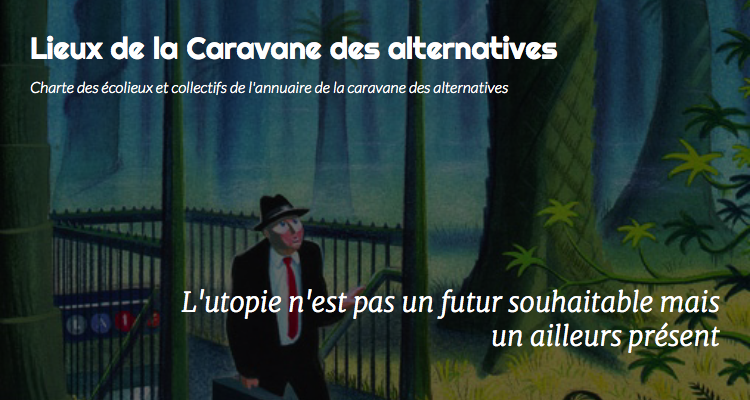 Lieux de la Caravane des alternatives
Charte des écolieux et collectifs de l'annuaire de la caravane des alternatives
L'utopie n'est pas un futur souhaitable mais
un ailleurs présent